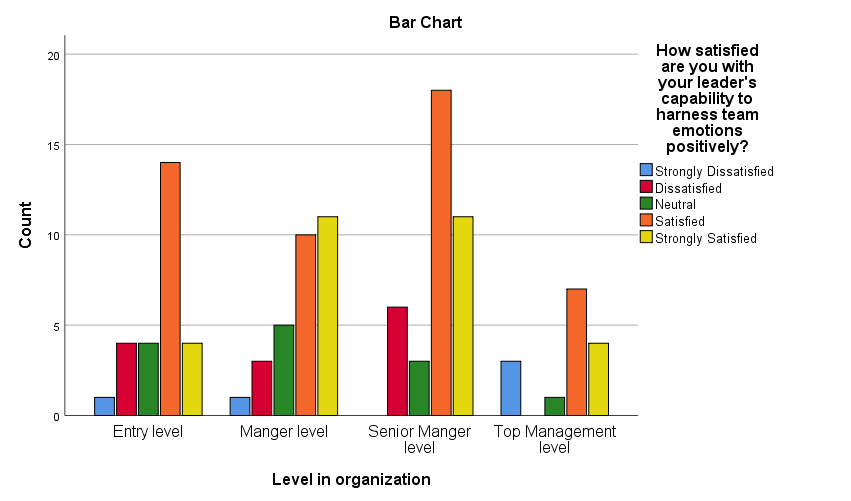 Bar Chart
How satisfied
are you with
your leader's
capability to
harness team
emotions
positively?
Strongly Dissatisfied
Dissatisfied
Neutral
Satisfied
Strongly Satisfied
Count
20
15
10
5
0
Entry level
Manger level
Senior Manger
level
Top Management
level
Level in organization